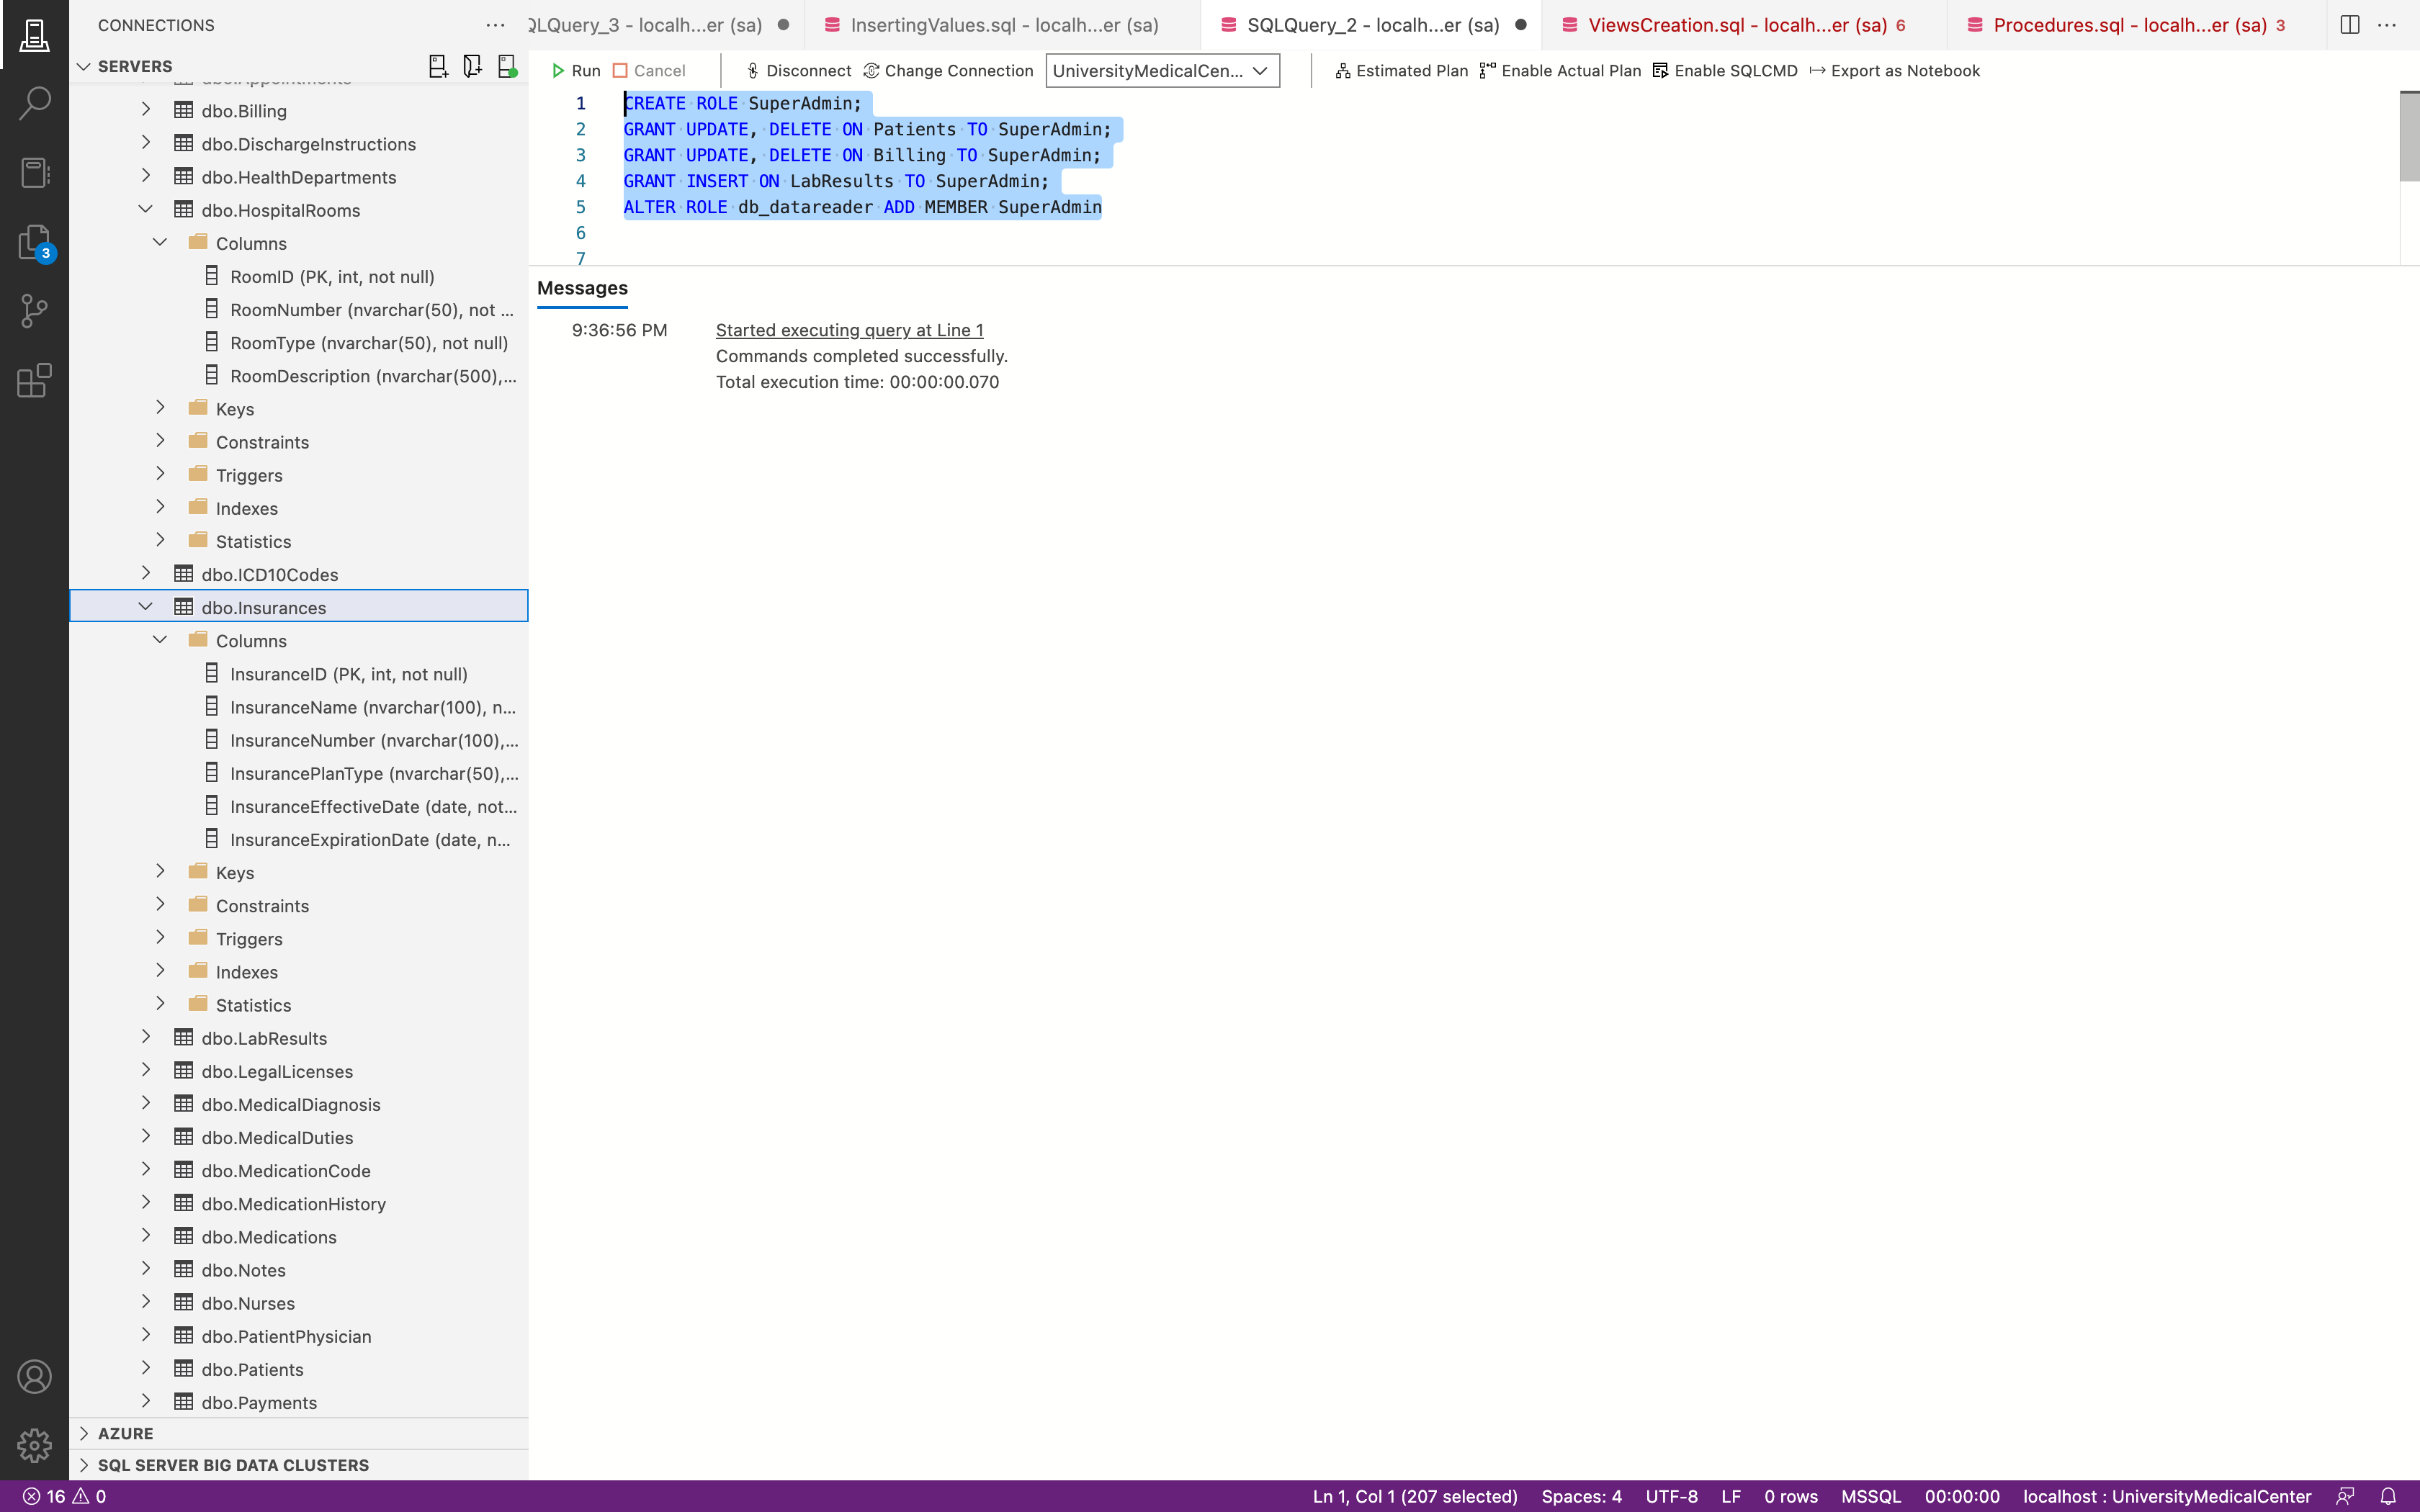 CONNECTIONS
SERVERS
dbo.Appointments
dbo.Billing
dbo.DischargeInstructions
dbo.HealthDepartments
dbo.HospitalRooms
Columns
RoomID (PK, int, not null)
RoomNumber (nvarchar(50), not ...
RoomType (nvarchar(50), not null)
RoomDescription (nvarchar(500),...
Keys
Constraints
Triggers
Indexes
Statistics
dbo.ICD10Codes
dbo.Insurances
Columns
InsuranceID (PK, int, not null)
InsuranceName (nvarchar(100), n...
InsuranceNumber (nvarchar(100),...
InsurancePlanType (nvarchar(50),...
InsuranceEffectiveDate (date, not...
InsuranceExpirationDate (date, n...
Keys
Constraints
Triggers
Indexes
Statistics
dbo.LabResults
dbo.LegalLicenses
dbo.MedicalDiagnosis
dbo.MedicalDuties
dbo.MedicationCode
dbo.MedicationHistory
dbo.Medications
dbo.Notes
dbo.Nurses
dbo.PatientPhysician
dbo.Patients
dbo.Payments
AZURE
SQL SERVER BIG DATA CLUSTERS
3
QLQuery_3 - localh...er (sa)
InsertingValues.sql - localh...er (sa)
SQLQuery_2 - localh...er (sa)
ViewsCreation.sql - localh...er (sa) 6
Procedures.sql - localh...er (sa) 3
Run Cancel Disconnect Change Connection UniversityMedicalCen... Estimated Plan Enable Actual Plan Enable SQLCMD Export as Notebook
1 CREATE ROLE SuperAdmin;
2 GRANT UPDATE, DELETE ON Patients TO SuperAdmin;
3 GRANT UPDATE, DELETE ON Billing TO SuperAdmin;
4 GRANT INSERT ON LabResults TO SuperAdmin;
5 ALTER ROLE db_datareader ADD MEMBER SuperAdmin
6
7
Messages
9:36:56 PM Started executing query at Line 1
Commands completed successfully.
Total execution time: 00:00:00.070
16 0 Ln 1, Col 1 (207 selected) Spaces: 4 UTF-8 LF 0 rows MSSQL 00:00:00 localhost : UniversityMedicalCenter